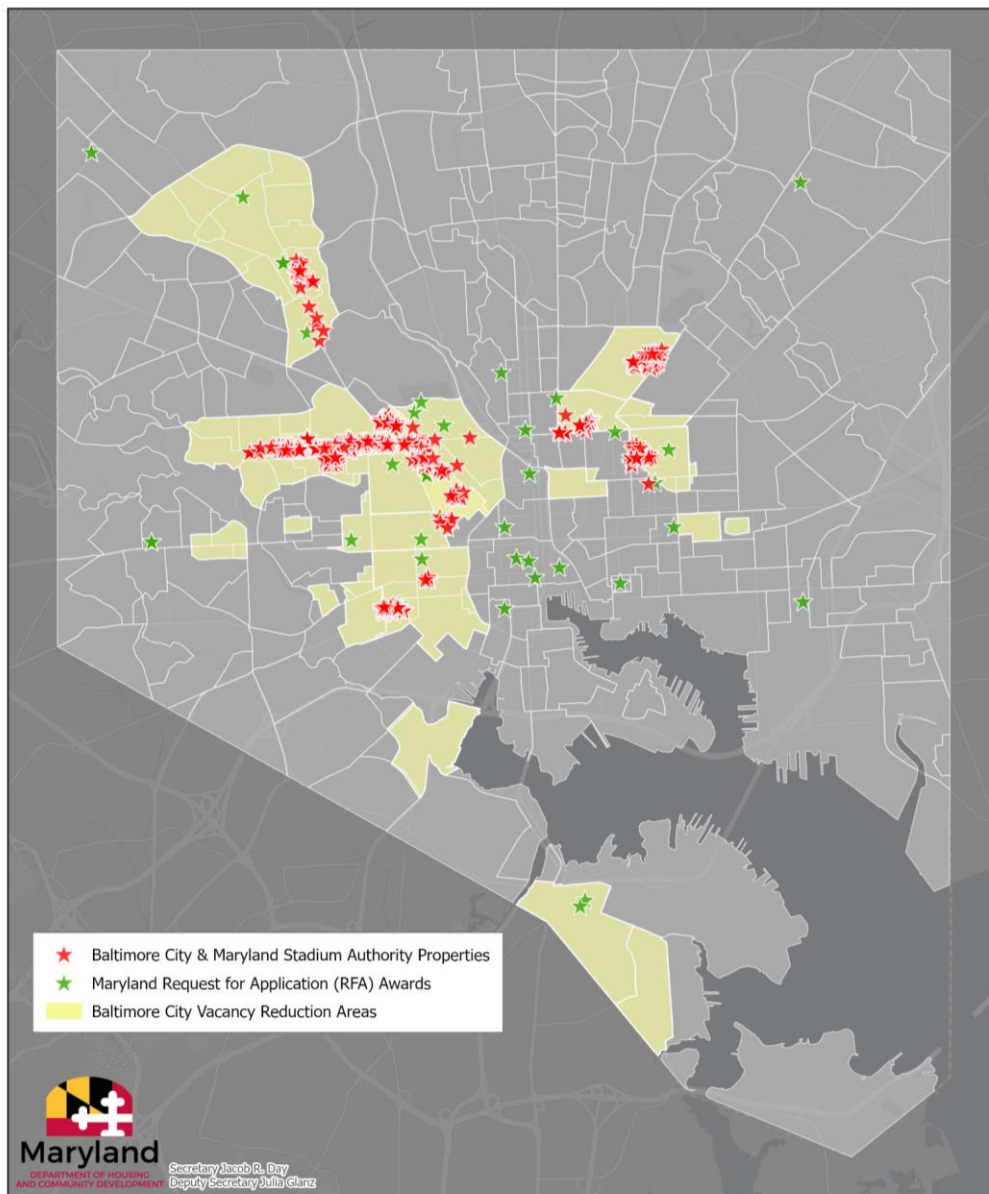 Baltimore City & Maryland Stadium Authority Properties
Maryland Request for Application (RFA) Awards
Baltimore City Vacancy Reduction Areas
Maryland
DEPARTMENT OF HOUSING
AND COMMUNITY DEVELOPMENT
Secretary Jacob R. Day
Deputy Secretary Julia Glanz